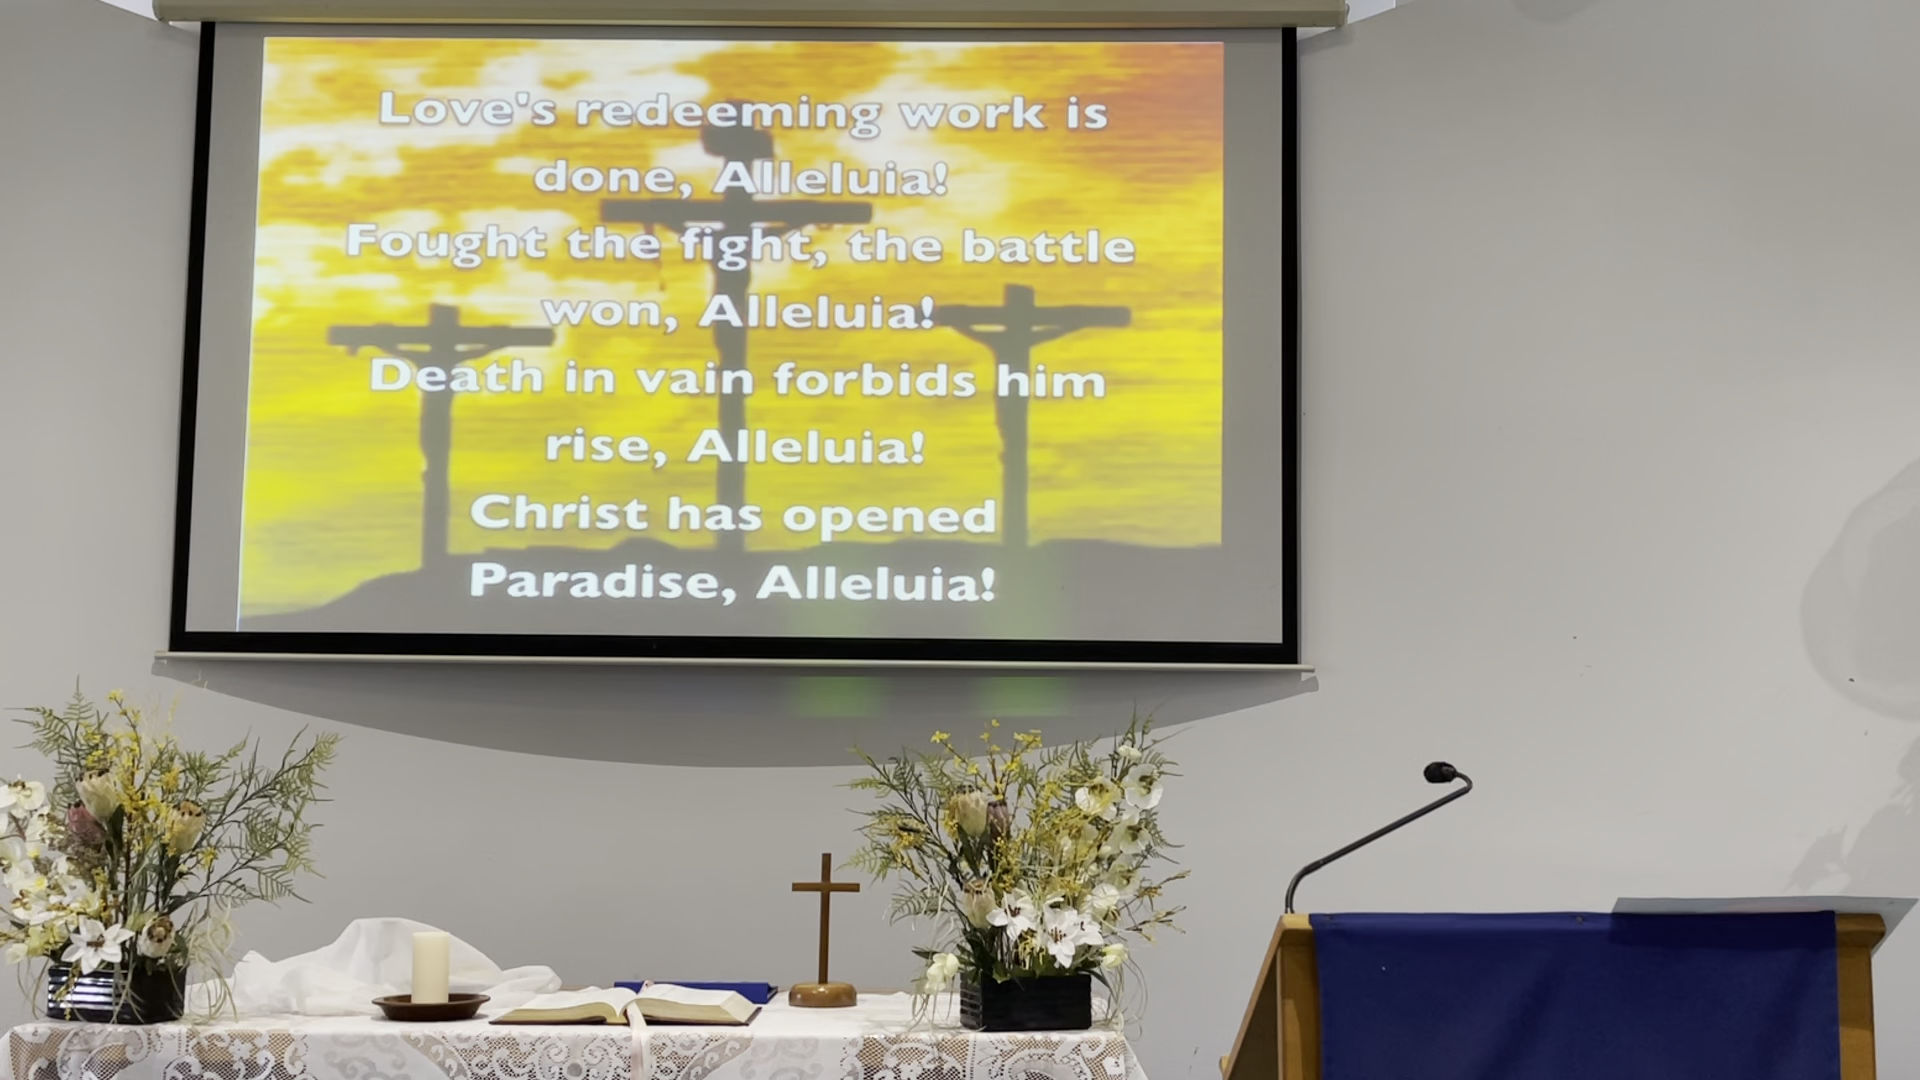 Love's redeeming work is
done, Alleluia!
Fought the fight, the battle
won, Alleluia!
Death in vain forbids him
rise, Alleluia!
Christ has opened
Paradise, Alleluia!